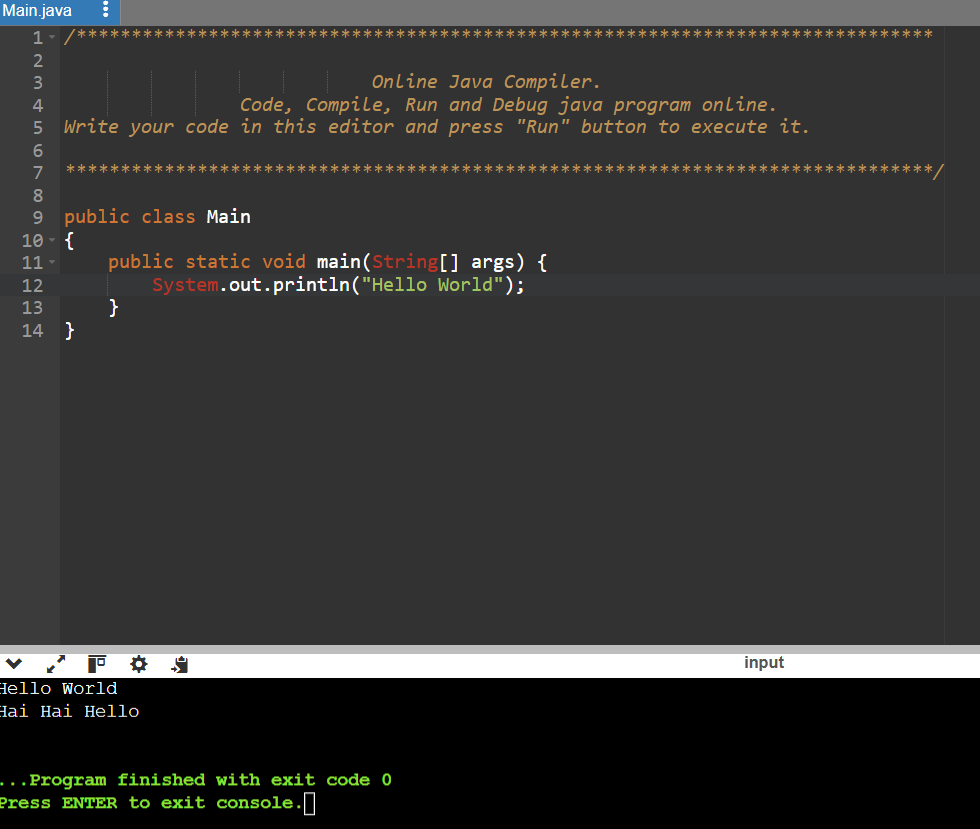 Main.java
1 /******************************************************************************
2
3 Online Java Compiler.
4 Code, Compile, Run and Debug java program online.
5 Write your code in this editor and press "Run" button to execute it.
6
7 *******************************************************************************/
8
9 public class Main
10 {
11 public static void main(String[] args) {
12 System.out.println("Hello World");
13 }
14 }
input
Hello World
Hai Hai Hello
...Program finished with exit code 0
Press ENTER to exit console.